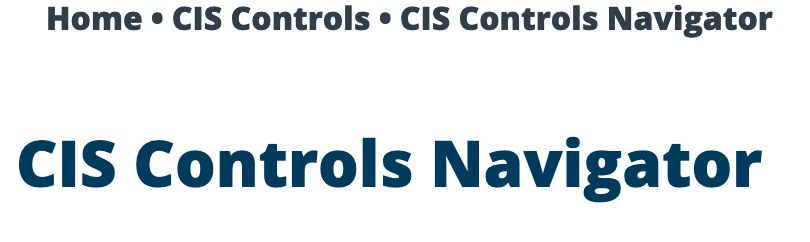 Home • CIS Controls • CIS Controls Navigator
CIS Controls Navigator